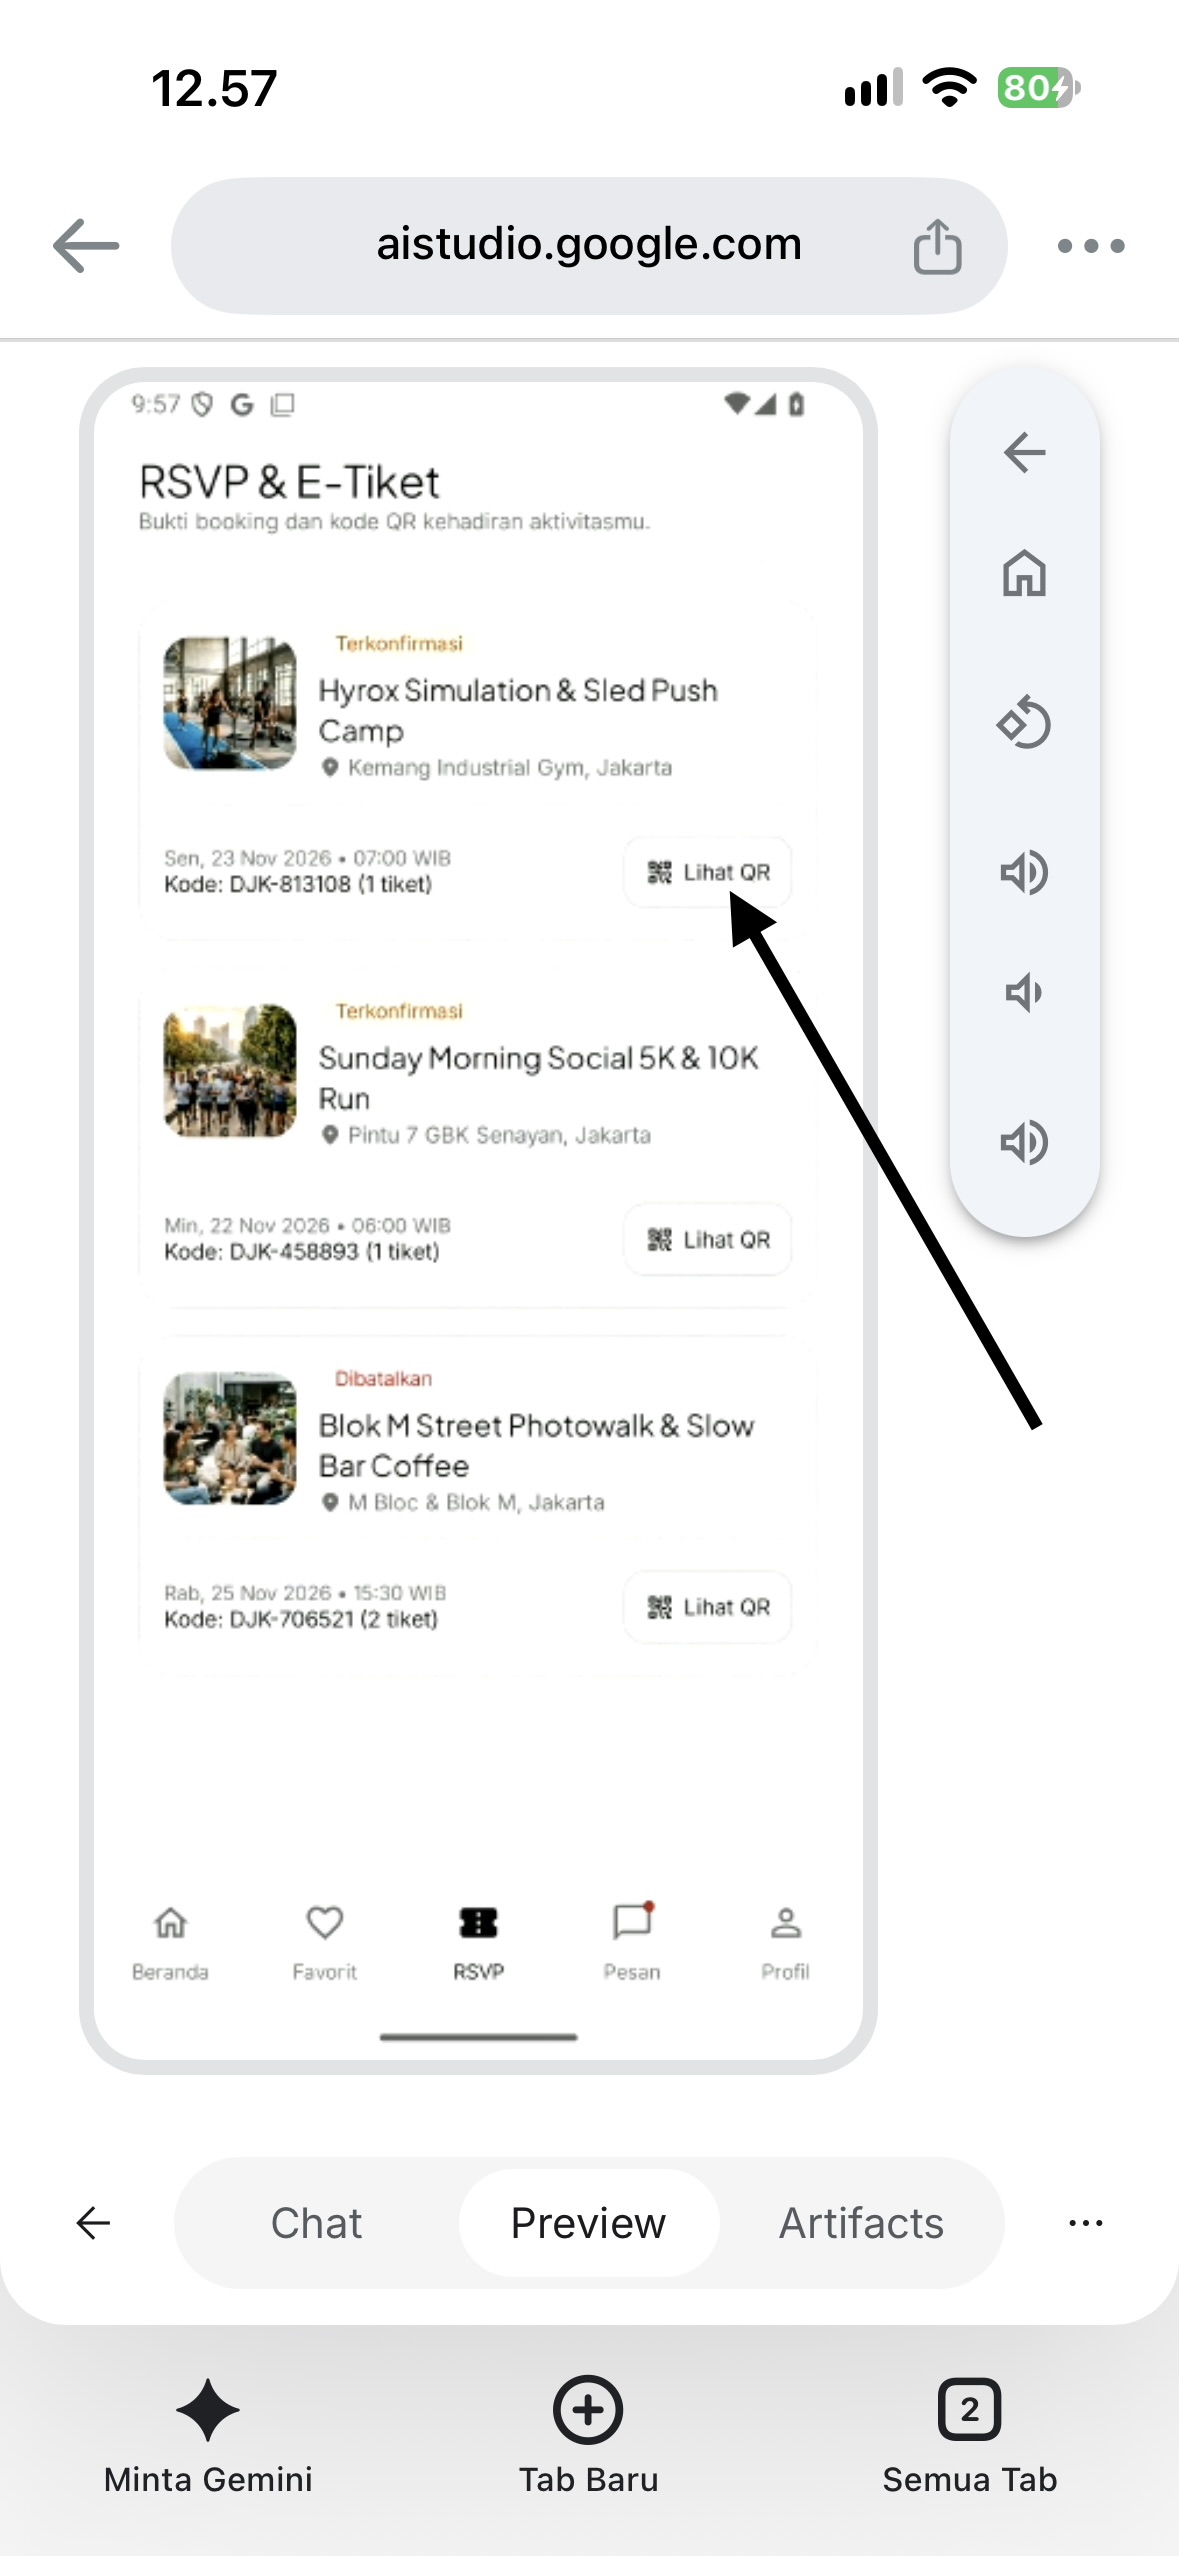 12.57
80
aistudio.google.com
9:57
RSVP & E-Tiket
Bukti booking dan kode QR kehadiran aktivitasmu.
Terkonfirmasi
Hyrox Simulation & Sled Push
Camp
Kemang Industrial Gym, Jakarta
Sen, 23 Nov 2026 • 07:00 WIB
Kode: DJK-813108 (1 tiket)
Lihat QR
Terkonfirmasi
Sunday Morning Social 5K & 10K
Run
Pintu 7 GBK Senayan, Jakarta
Min, 22 Nov 2026 • 06:00 WIB
Kode: DJK-458893 (1 tiket)
Lihat QR
Dibatalkan
Blok M Street Photowalk & Slow
Bar Coffee
M Bloc & Blok M, Jakarta
Rab, 25 Nov 2026 • 15:30 WIB
Kode: DJK-706521 (2 tiket)
Lihat QR
Beranda
Favorit
RSVP
Pesan
Profil
Chat
Preview
Artifacts
2
Minta Gemini
Tab Baru
Semua Tab